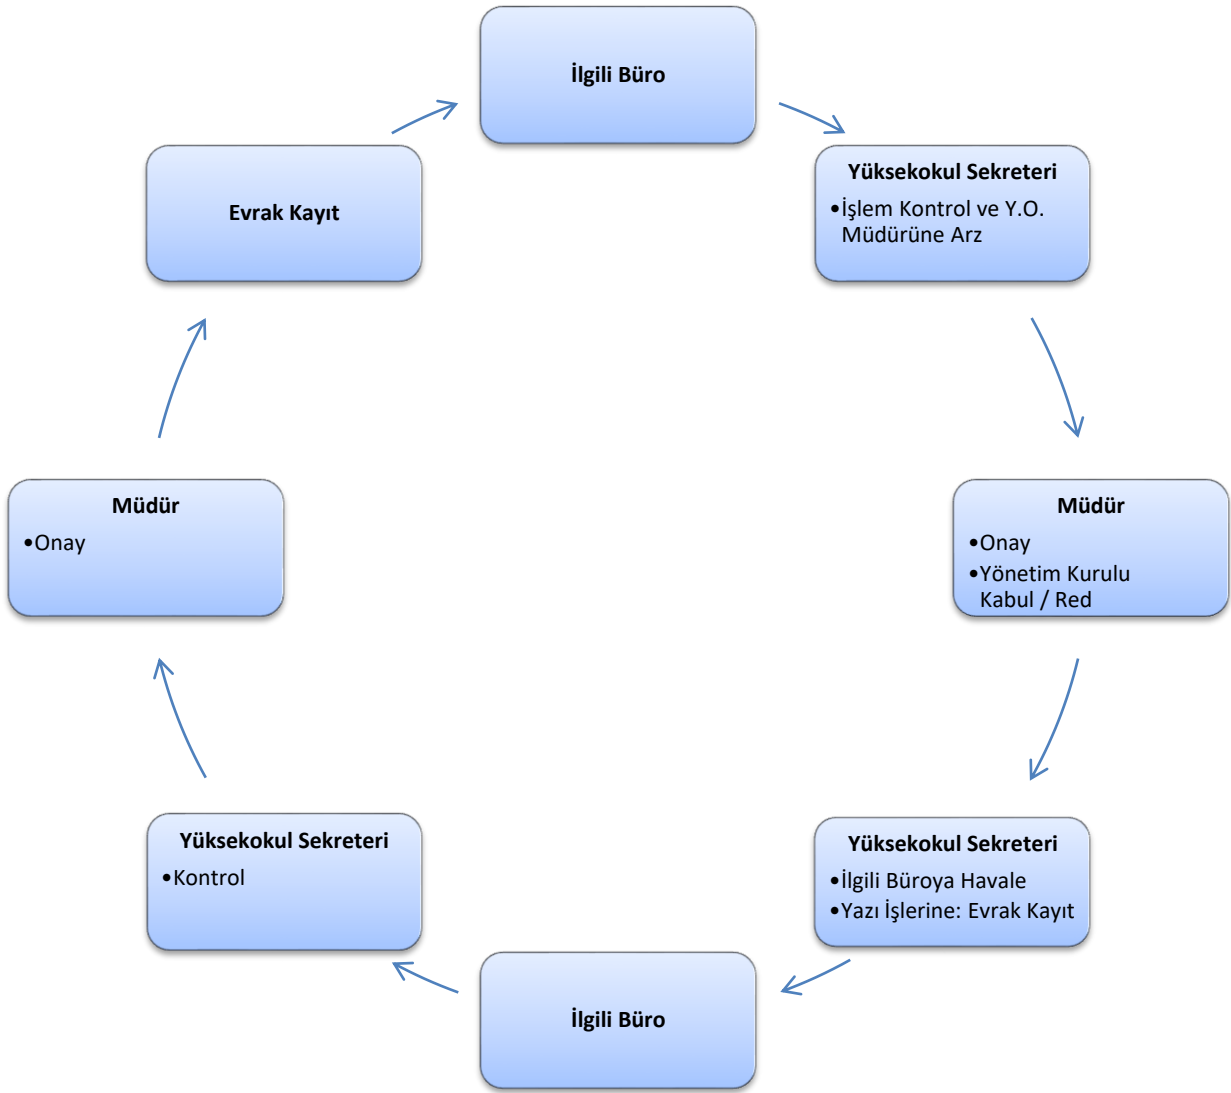 İlgili Büro
Yüksekokul Sekreteri
•İşlem Kontrol ve Y.O.
Müdürüne Arz
Müdür
•Onay
•Yönetim Kurulu
Kabul / Red
Yüksekokul Sekreteri
•İlgili Büroya Havale
•Yazı İşlerine: Evrak Kayıt
İlgili Büro
Yüksekokul Sekreteri
•Kontrol
Müdür
•Onay
Evrak Kayıt